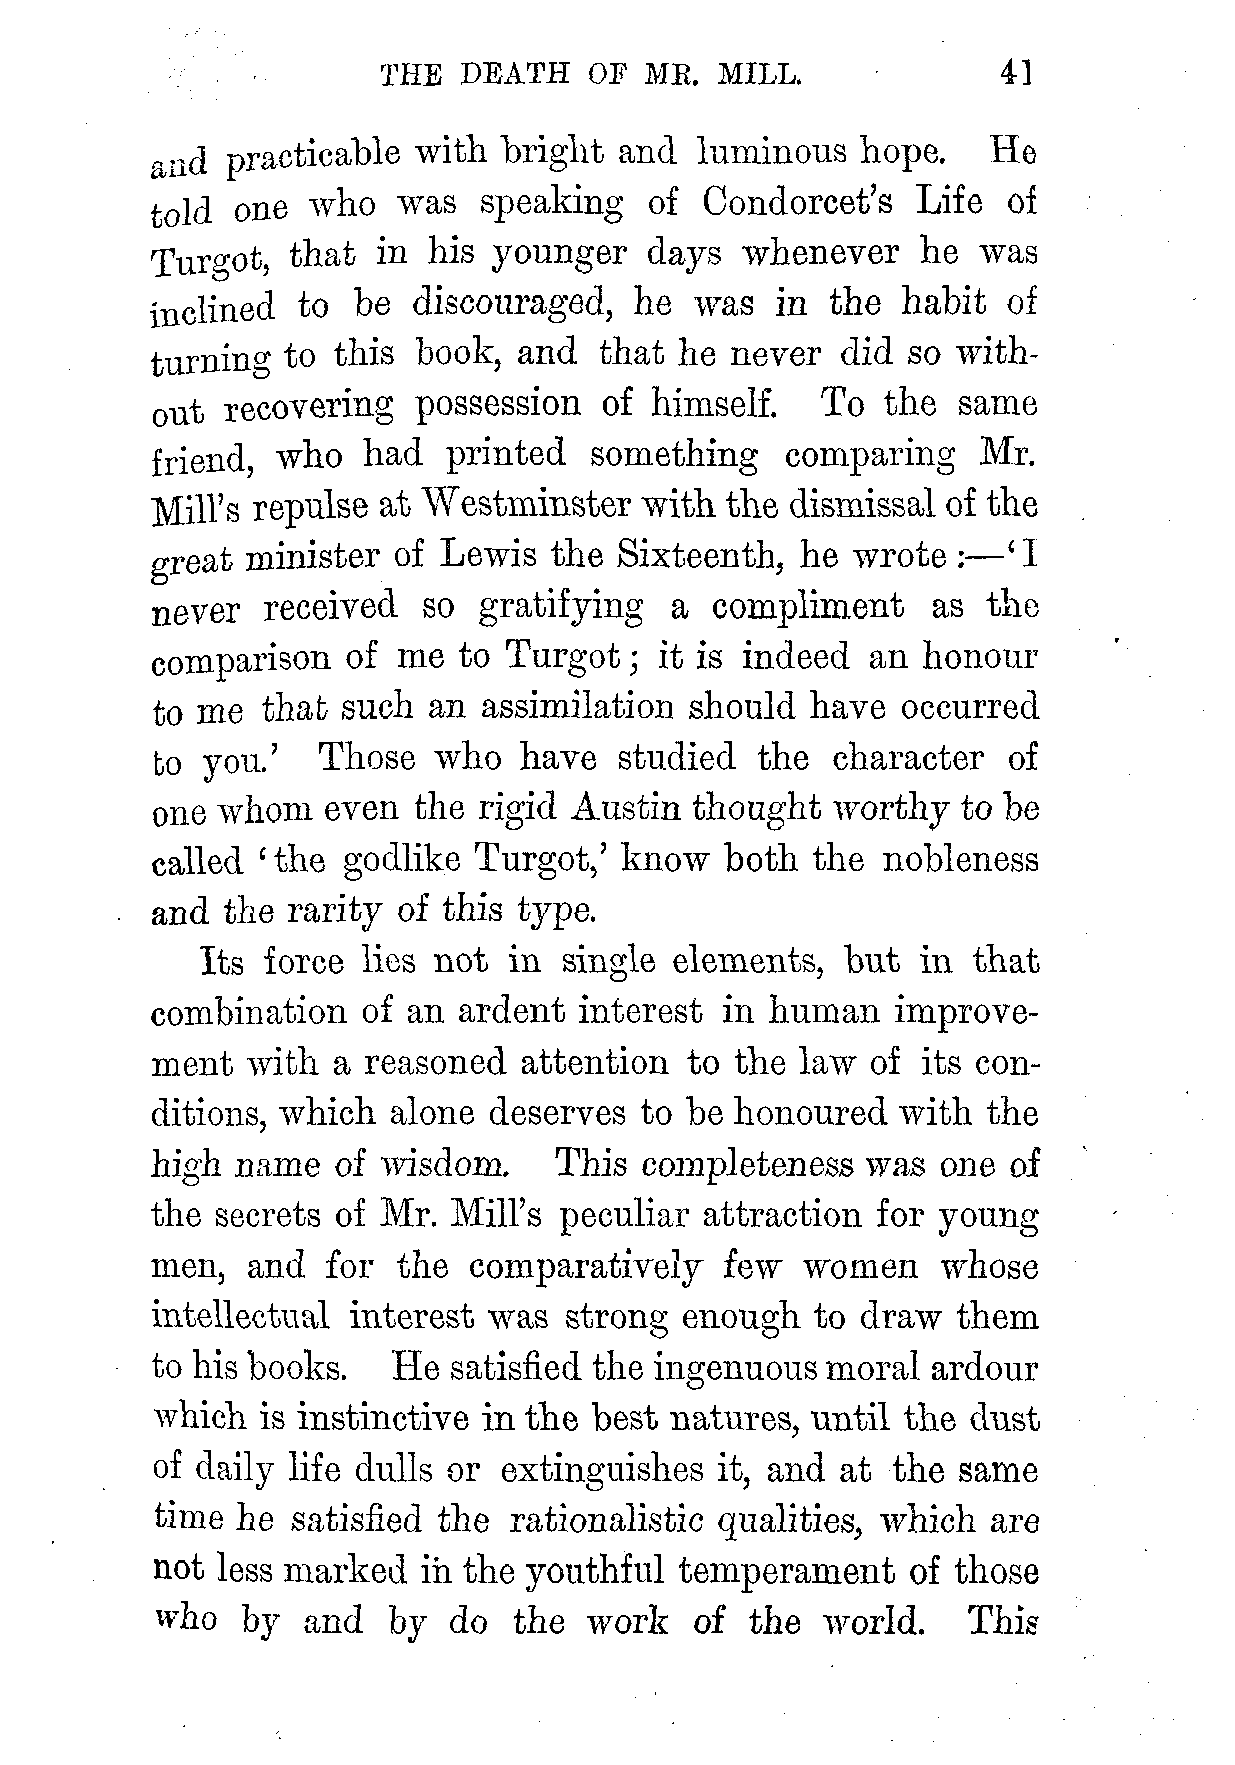 THE DEATH OF MR. MILL. 41
and practicable with bright and luminous hope. He
told one who was speaking of Condorcet's Life of
Turgot, that in his younger days whenever he was
inclined to be discouraged, he was in the habit of
turning to this book, and that he never did so with-
out recovering possession of himself. To the same
friend, who had printed something comparing Mr.
Mill's repulse at Westminster with the dismissal of the
great minister of Lewis the Sixteenth, he wrote:—'I
never received so gratifying a compliment as the
comparison of me to Turgot; it is indeed an honour
to me that such an assimilation should have occurred
to you.' Those who have studied the character of
one whom even the rigid Austin thought worthy to be
called 'the godlike Turgot,' know both the nobleness
and the rarity of this type.
Its force lies not in single elements, but in that
combination of an ardent interest in human improve-
ment with a reasoned attention to the law of its con-
ditions, which alone deserves to be honoured with the
high name of wisdom. This completeness was one of
the secrets of Mr. Mill's peculiar attraction for young
men, and for the comparatively few women whose
intellectual interest was strong enough to draw them
to his books. He satisfied the ingenuous moral ardour
which is instinctive in the best natures, until the dust
of daily life dulls or extinguishes it, and at the same
time he satisfied the rationalistic qualities, which are
not less marked in the youthful temperament of those
who by and by do the work of the world. This